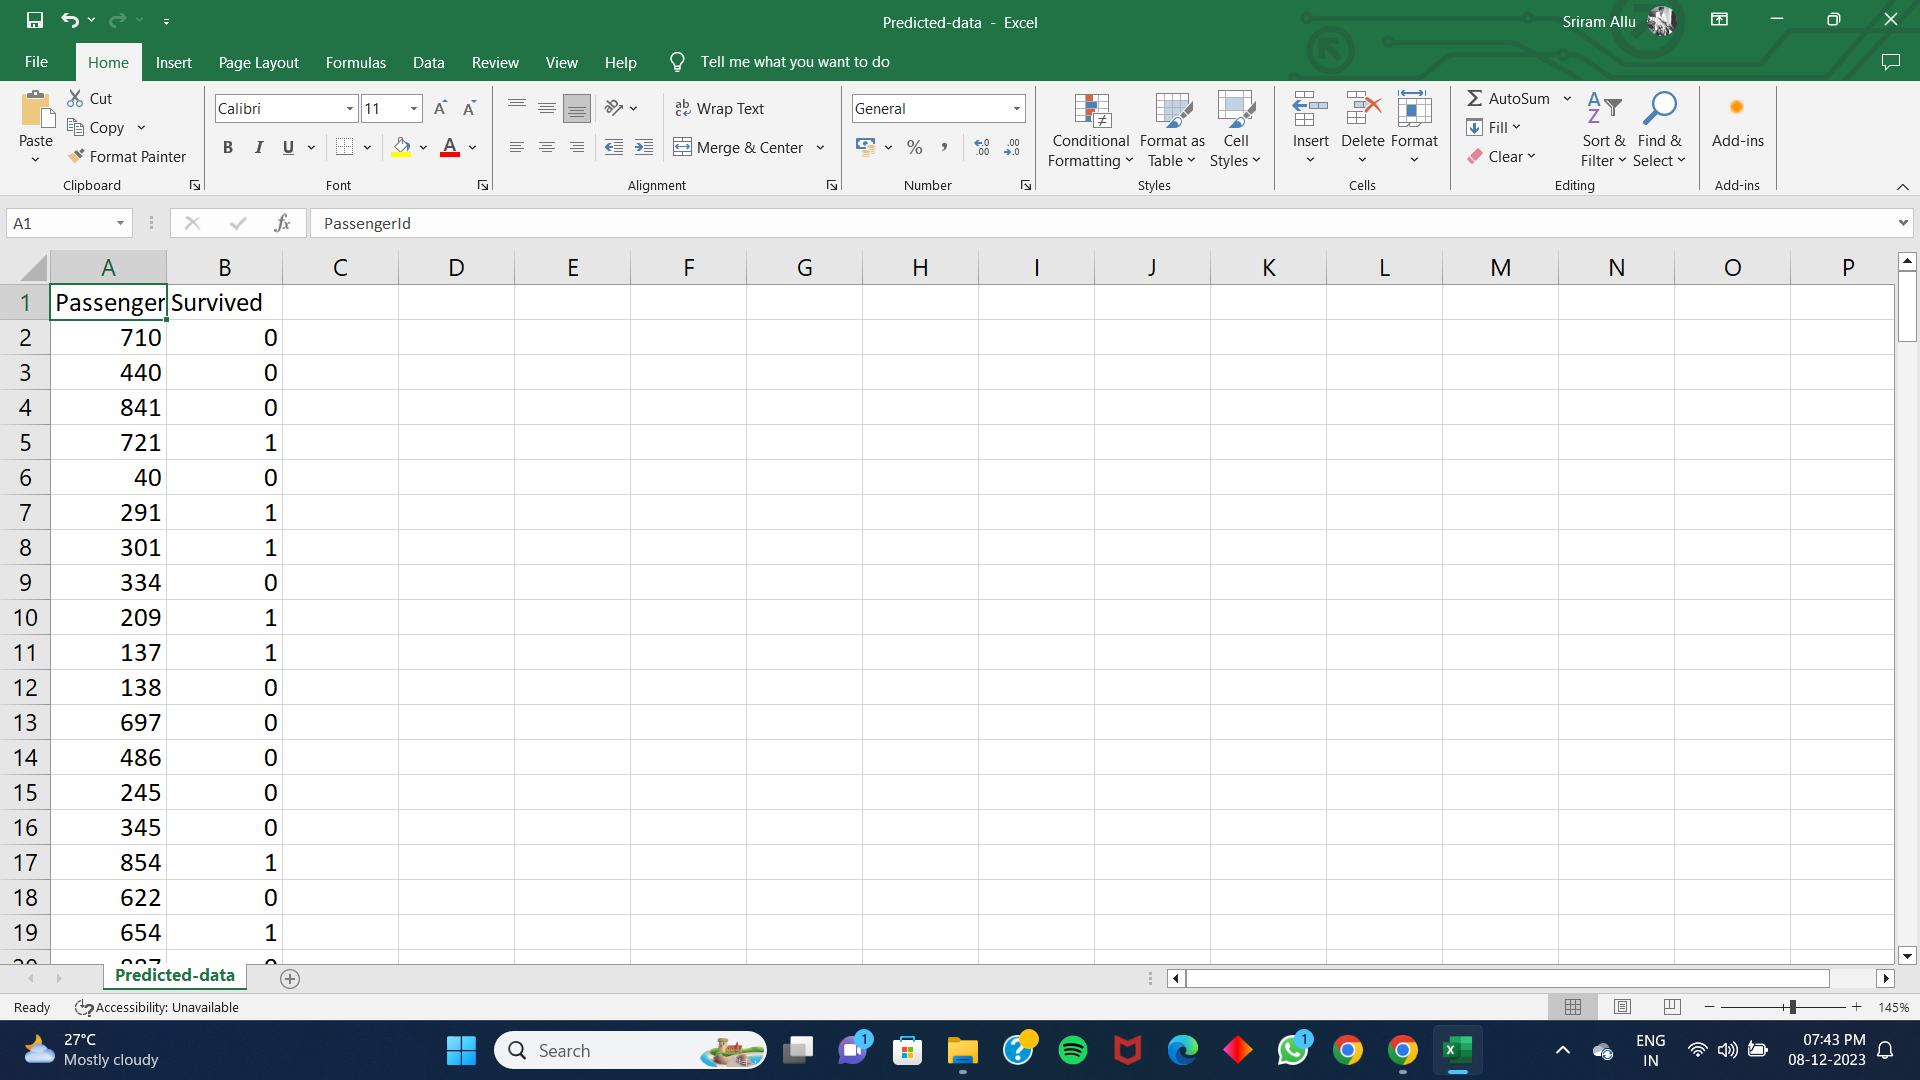 Predicted-data - Excel
Sriram Allu
File Home Insert Page Layout Formulas Data Review View Help Tell me what you want to do
Paste
Cut
Copy
Format Painter
Clipboard
Calibri 11
B I U
Font
Wrap Text
Merge & Center
Alignment
General
Number
Conditional Formatting
Format as Table
Cell Styles
Styles
Insert Delete Format
Cells
AutoSum
Fill
Clear
Sort & Filter
Find & Select
Editing
Add-ins
Add-ins
A1 fx PassengerId
A B C D E F G H I J K L M N O P
1 Passenger Survived
2 710 0
3 440 0
4 841 0
5 721 1
6 40 0
7 291 1
8 301 1
9 334 0
10 209 1
11 137 1
12 138 0
13 697 0
14 486 0
15 245 0
16 345 0
17 854 1
18 622 0
19 654 1
Predicted-data
Ready Accessibility: Unavailable 145%
27°C
Mostly cloudy
Search
1
1
ENG
IN
07:43 PM
08-12-2023